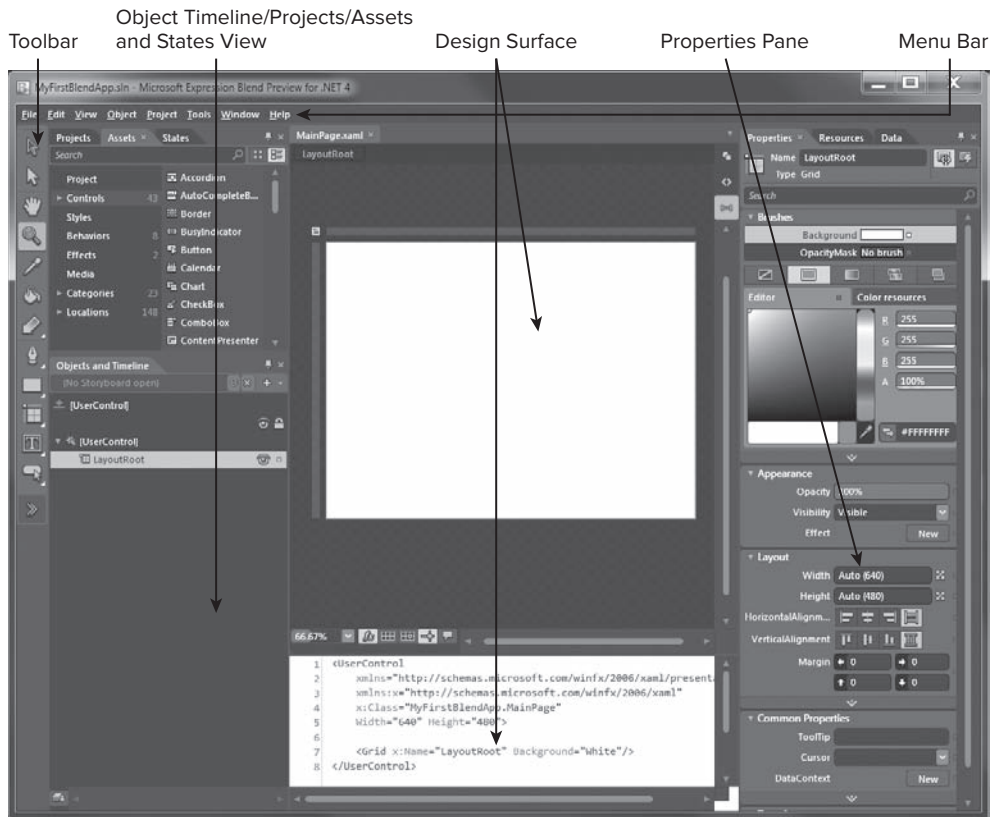 Object Timeline/Projects/Assets
Toolbar and States View Design Surface Properties Pane Menu Bar
MyFirstBlendApp.sln - Microsoft Expression Blend Preview for .NET 4
File Edit View Object Project Tools Window Help
Projects Assets × States
Search
Project
Controls 43
Styles
Behaviors 8
Effects 2
Media
Categories 23
Locations 148
Accordion
AutoCompleteB...
Border
BusyIndicator
Button
Calendar
Chart
CheckBox
ComboBox
ContentPresenter
Objects and Timeline
(No Storyboard open)
[UserControl]
[UserControl]
LayoutRoot
MainPage.xaml ×
LayoutRoot
66.67%
1 <UserControl
2 xmlns="http://schemas.microsoft.com/winfx/2006/xaml/presenta
3 xmlns:x="http://schemas.microsoft.com/winfx/2006/xaml"
4 x:Class="MyFirstBlendApp.MainPage"
5 Width="640" Height="480">
6
7 <Grid x:Name="LayoutRoot" Background="White"/>
8 </UserControl>
Properties × Resources Data
Name LayoutRoot
Type Grid
Search
Brushes
Background
OpacityMask No brush
Editor Color resources
R 255
G 255
B 255
A 100%
#FFFFFFFF
Appearance
Opacity 100%
Visibility Visible
Effect New
Layout
Width Auto (640)
Height Auto (480)
HorizontalAlignm...
VerticalAlignment
Margin 0 0
0 0
Common Properties
ToolTip
Cursor
DataContext New